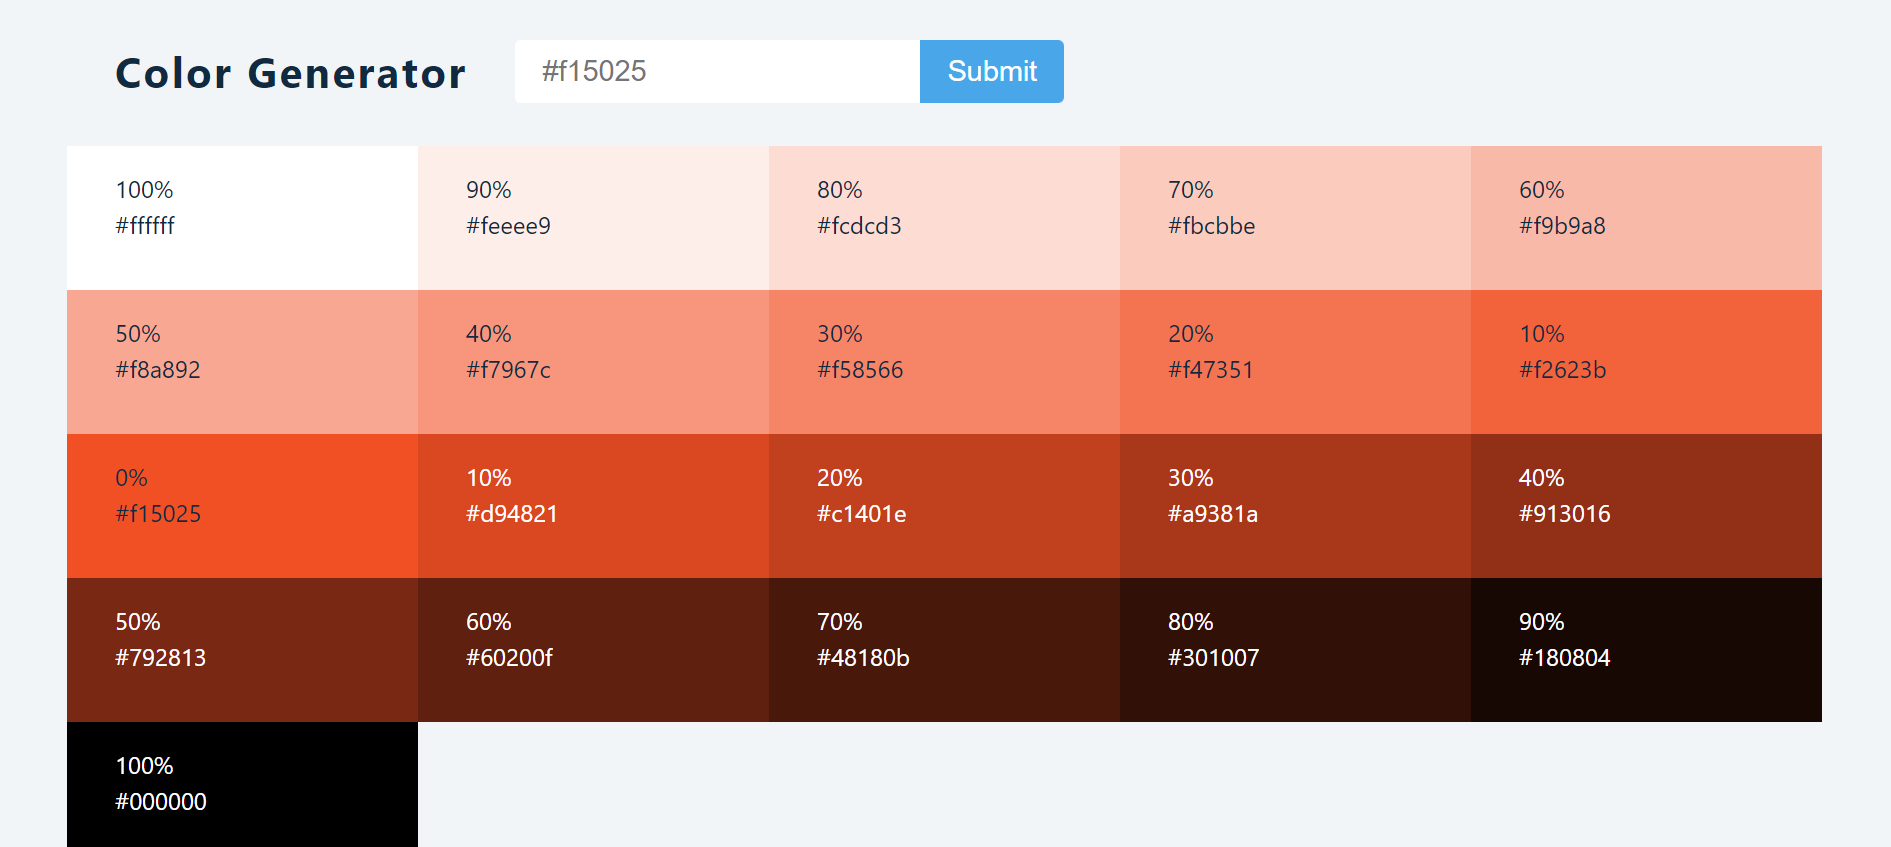 Color Generator
#f15025
Submit
100%
#ffffff
90%
#feeee9
80%
#fcdcd3
70%
#fbcbbe
60%
#f9b9a8
50%
#f8a892
40%
#f7967c
30%
#f58566
20%
#f47351
10%
#f2623b
0%
#f15025
10%
#d94821
20%
#c1401e
30%
#a9381a
40%
#913016
50%
#792813
60%
#60200f
70%
#48180b
80%
#301007
90%
#180804
100%
#000000